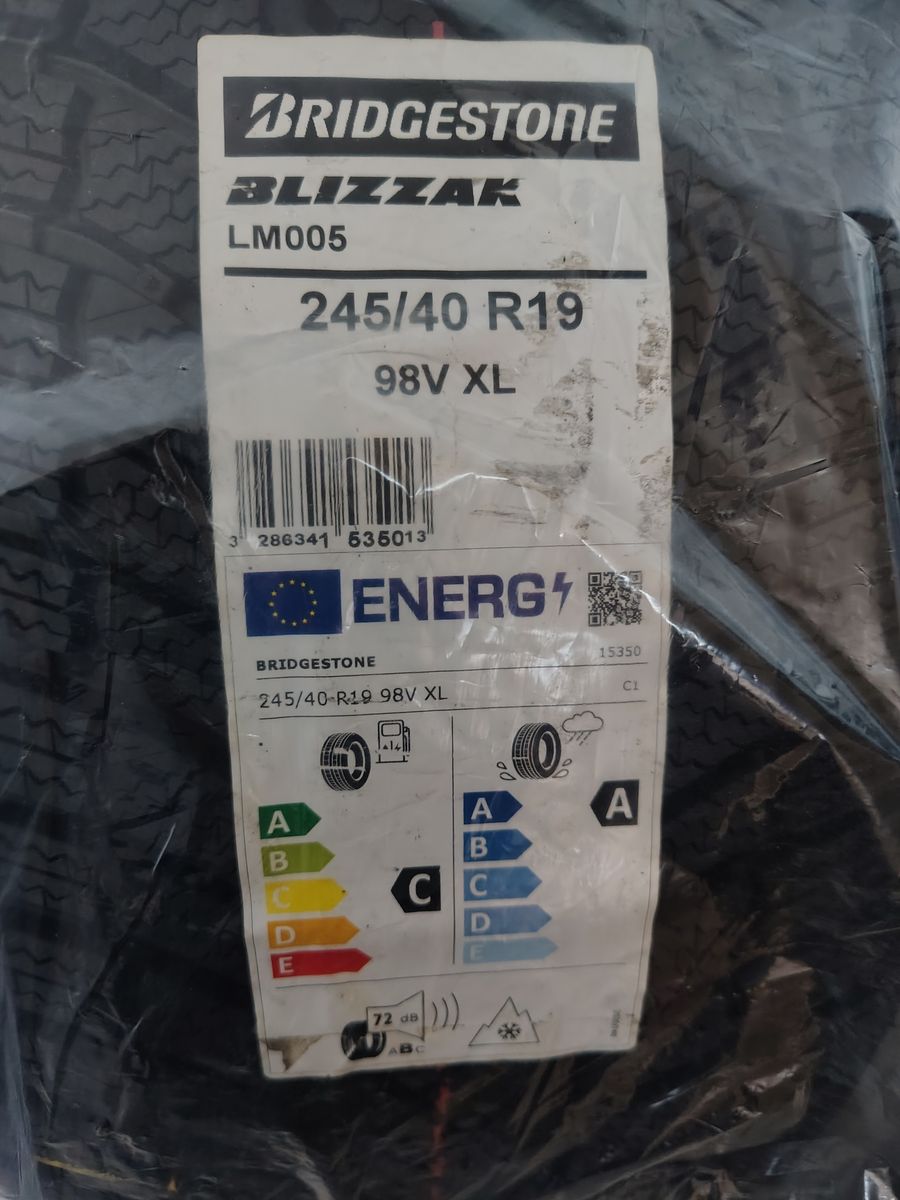 BRIDGESTONE
BLIZZAK
LM005
245/40 R19
98V XL
3 286341 535013
ENERG
BRIDGESTONE
15350
245/40 R19 98V XL
C1
A
A
A
B
B
C
C
C
D
D
E
E
72 dB
ABC